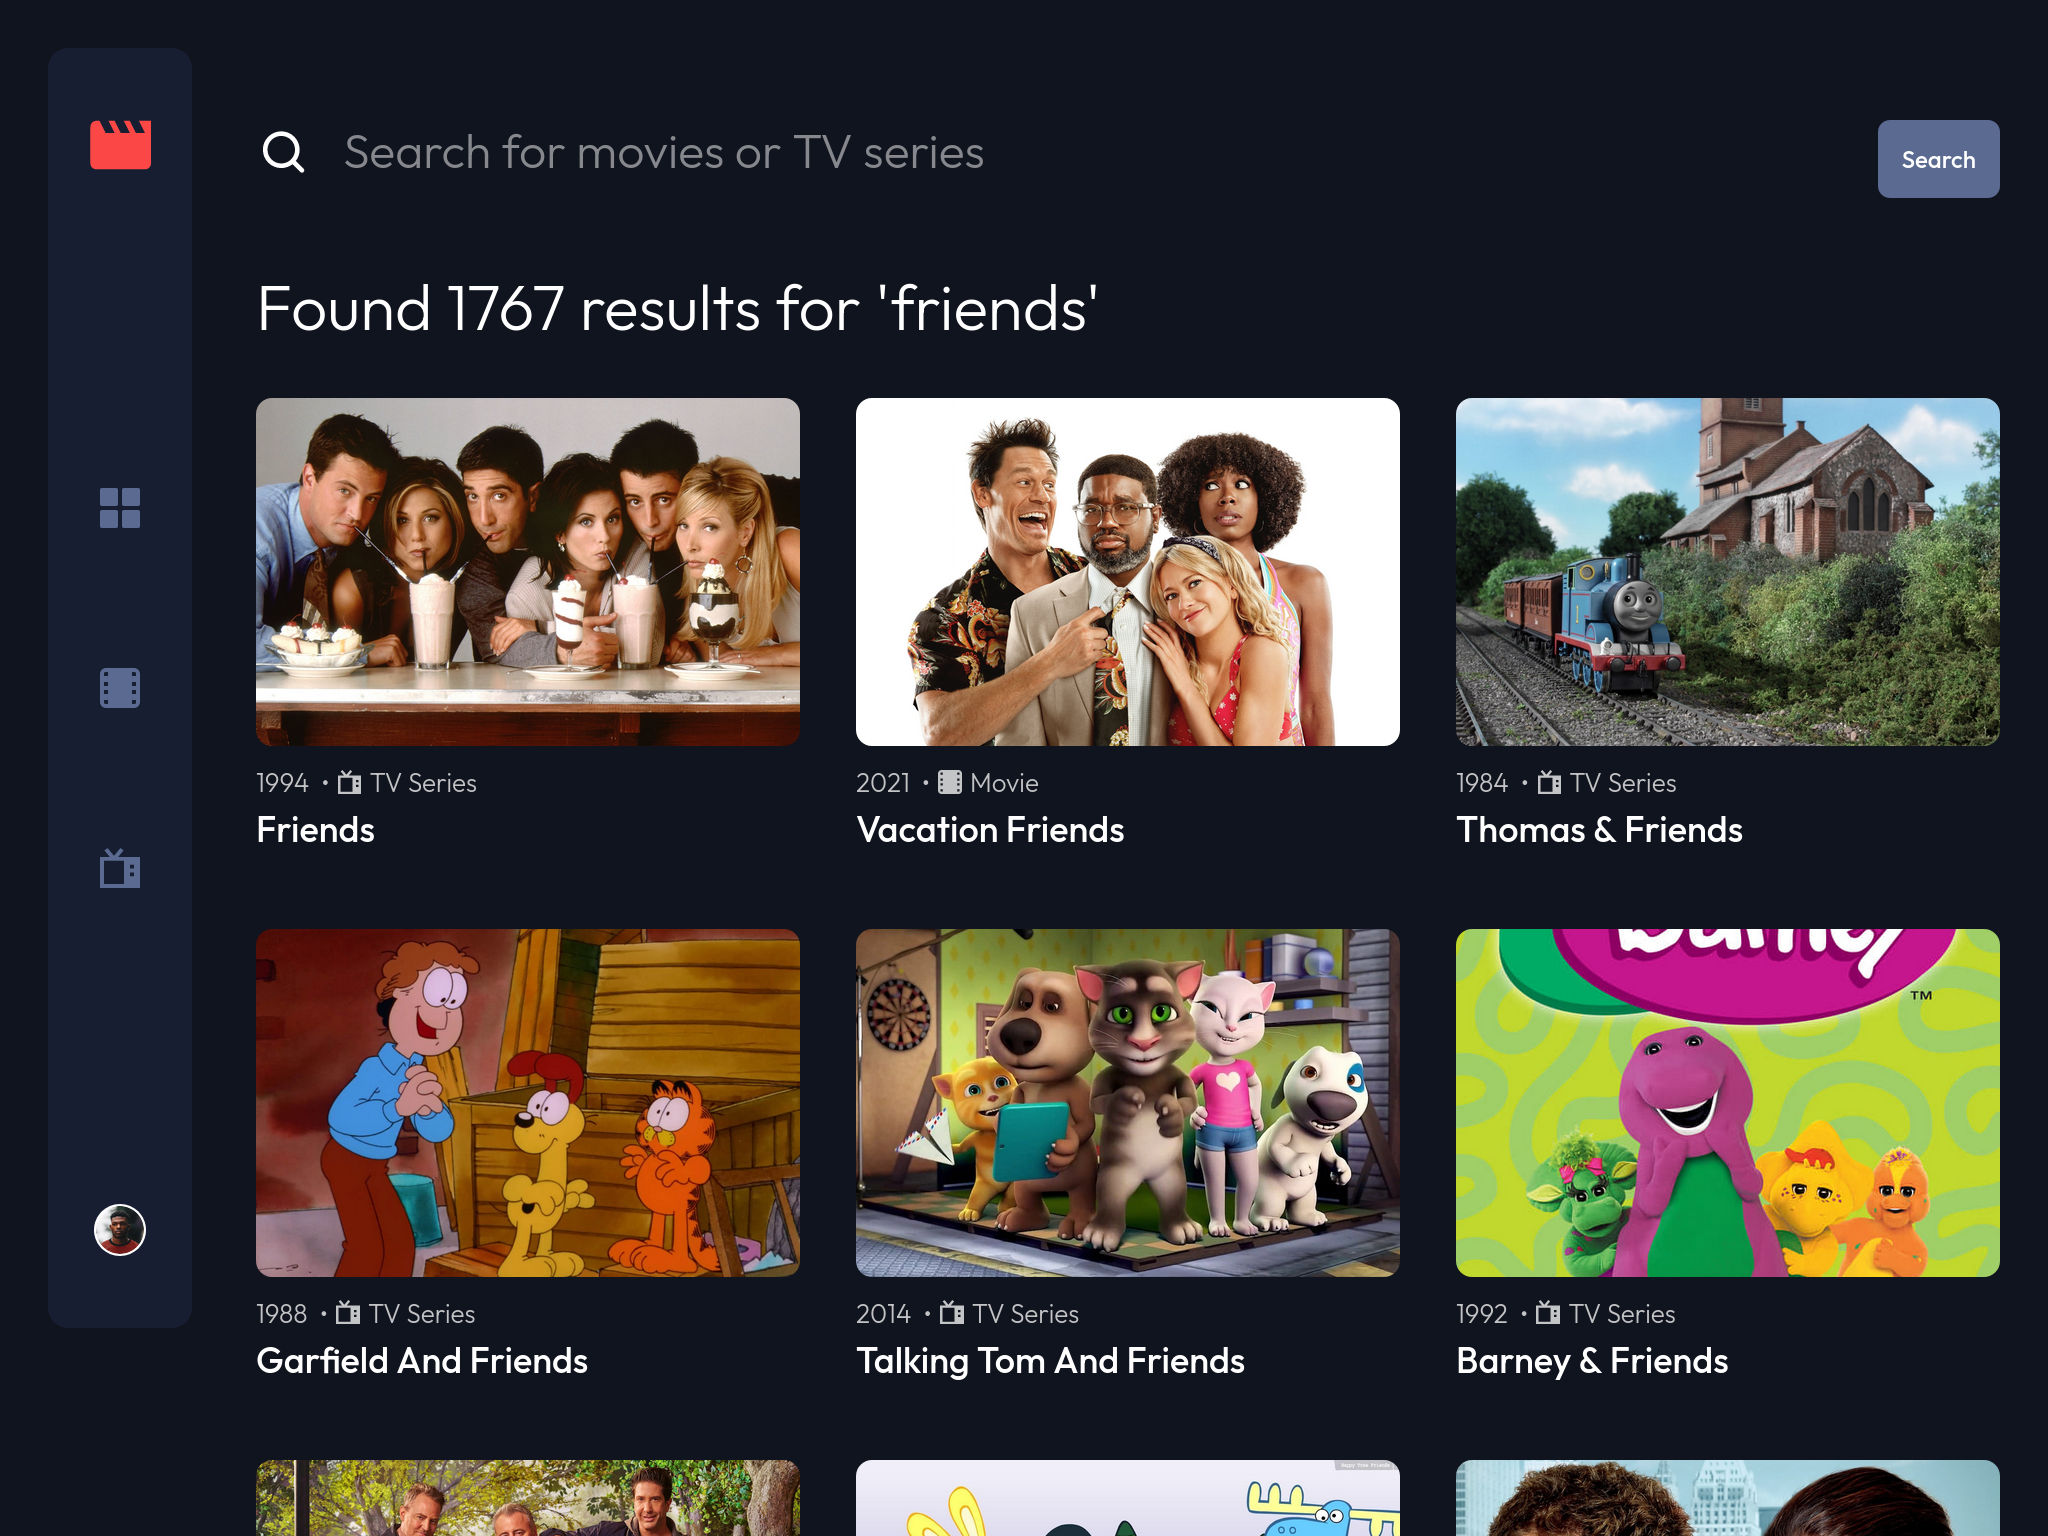 Search for movies or TV series
Search
Found 1767 results for 'friends'
1994 • TV Series
Friends
2021 • Movie
Vacation Friends
1984 • TV Series
Thomas & Friends
1988 • TV Series
Garfield And Friends
2014 • TV Series
Talking Tom And Friends
Barney
TM
1992 • TV Series
Barney & Friends